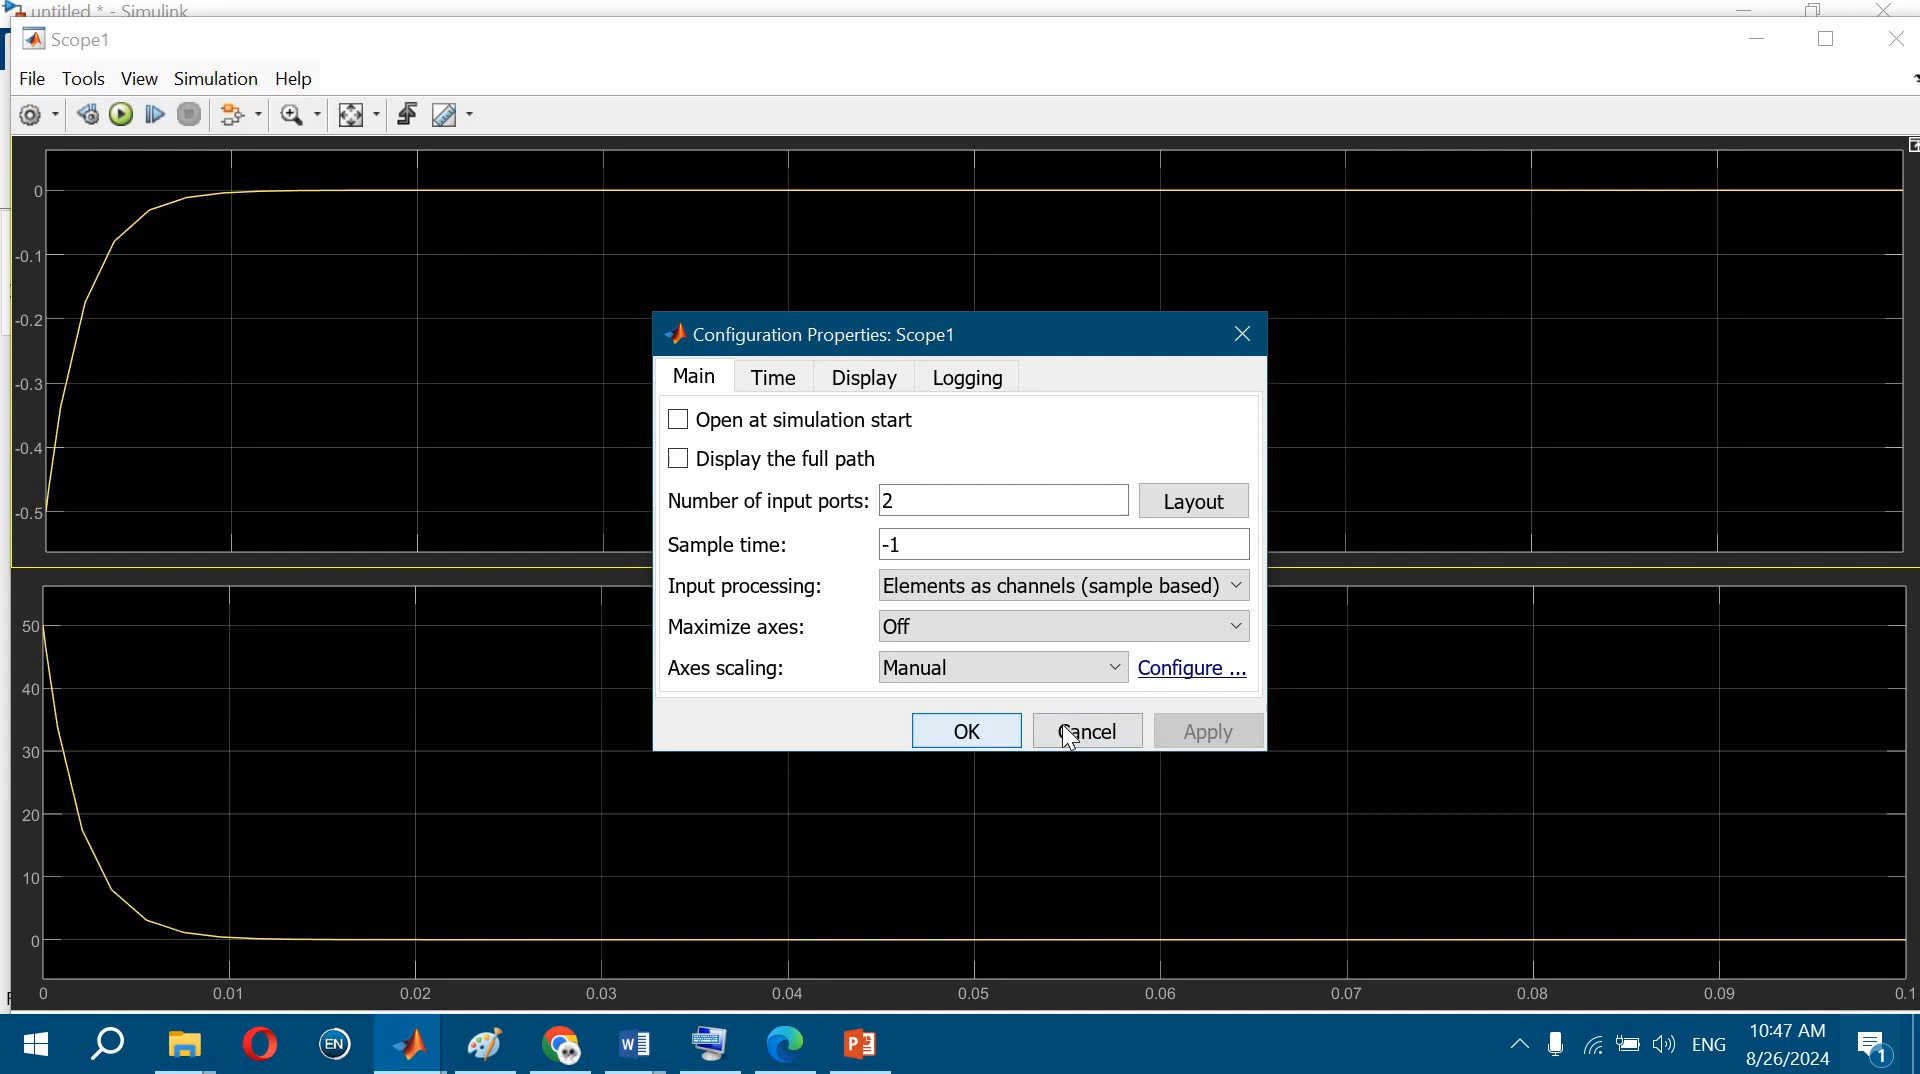 untitled * - Simulink
Scope1
File Tools View Simulation Help
0
-0.1
-0.2
-0.3
-0.4
-0.5
Configuration Properties: Scope1
Main Time Display Logging
Open at simulation start
Display the full path
Number of input ports: 2 Layout
Sample time: -1
Input processing: Elements as channels (sample based)
Maximize axes: Off
Axes scaling: Manual Configure ...
OK Cancel Apply
50
40
30
20
10
0
0 0.01 0.02 0.03 0.04 0.05 0.06 0.07 0.08 0.09 0.1
EN
ENG
10:47 AM
8/26/2024
1